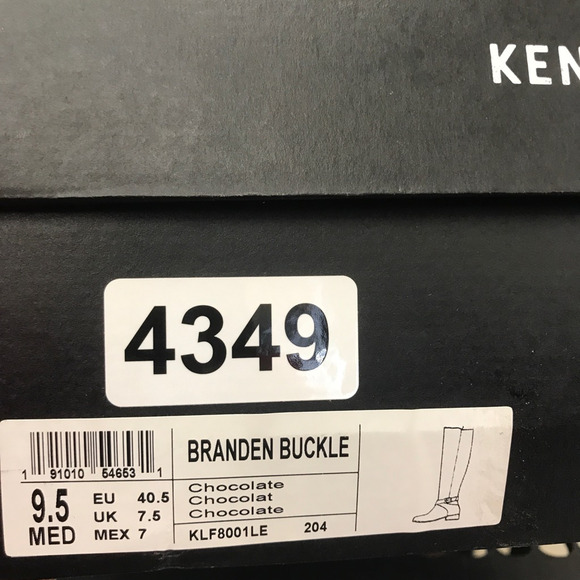 KEN
4349
BRANDEN BUCKLE
1 91010 54653 1
Chocolate
Chocolat
Chocolate
9.5 EU 40.5
UK 7.5
MED MEX 7
KLF8001LE 204